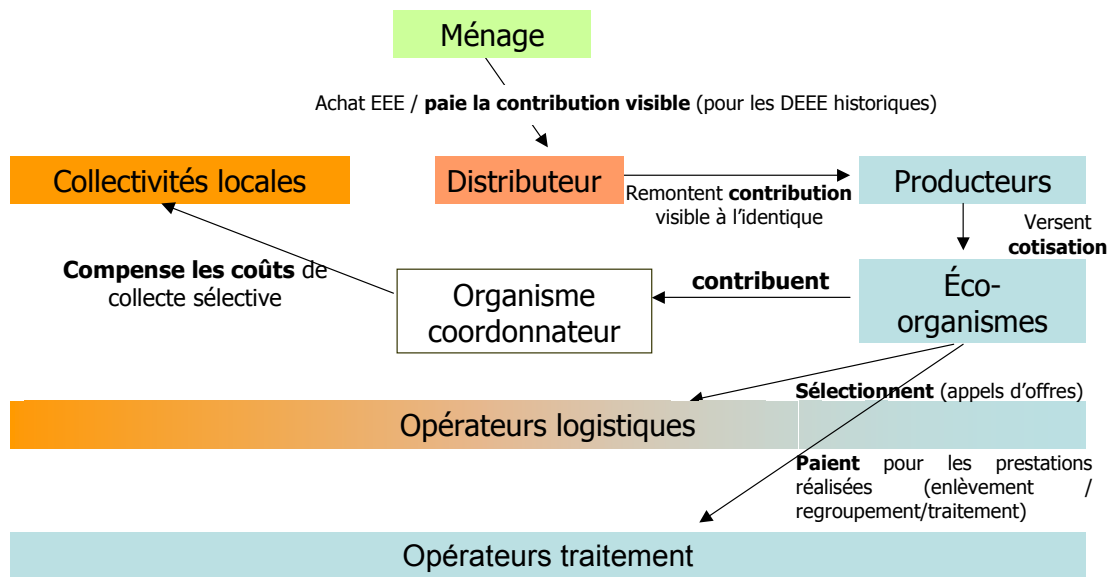 Ménage
Achat EEE / paie la contribution visible (pour les DEEE historiques)
Collectivités locales
Distributeur
Remontent contribution
visible à l'identique
Producteurs
Versent
cotisation
Compense les coûts de
collecte sélective
Organisme
coordonnateur
contribuent
Éco-
organismes
Sélectionnent (appels d'offres)
Opérateurs logistiques
Paient pour les prestations
réalisées (enlèvement /
regroupement/traitement)
Opérateurs traitement